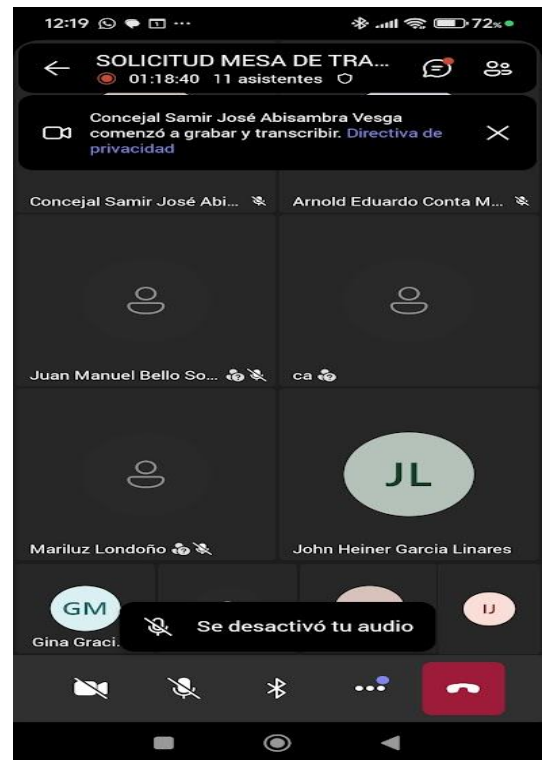 12:19 ... 72%
SOLICITUD MESA DE TRA...
01:18:40 11 asistentes
Concejal Samir José Abisambra Vesga
comenzó a grabar y transcribir. Directiva de
privacidad
Concejal Samir José Abi... Arnold Eduardo Conta M...
Juan Manuel Bello So... ca
JL
Mariluz Londoño John Heiner Garcia Linares
GM IJ
Gina Graci.
Se desactivó tu audio